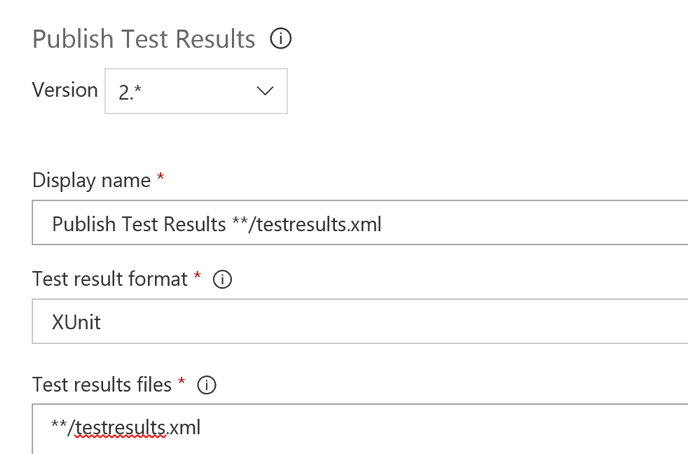 Publish Test Results
Version 2.*
Display name *
Publish Test Results **/testresults.xml
Test result format *
XUnit
Test results files *
**/testresults.xml